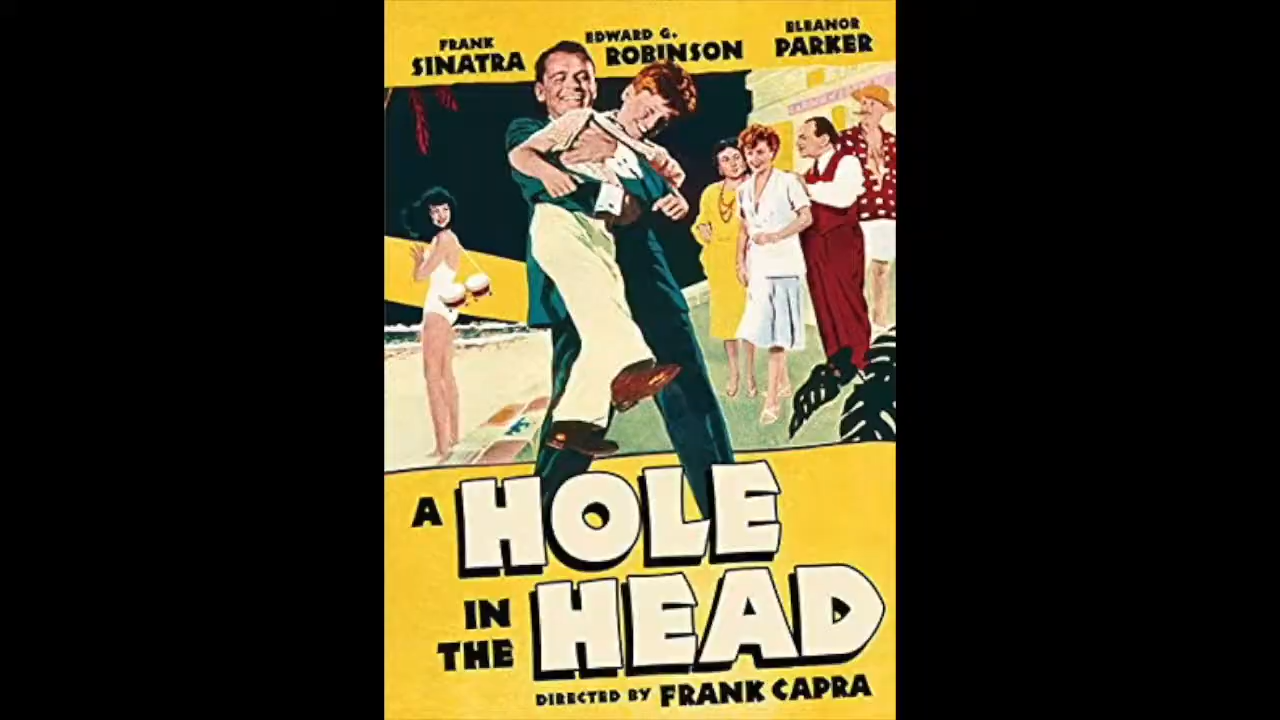 FRANK
SINATRA
EDWARD G.
ROBINSON
ELEANOR
PARKER
A HOLE
IN THE HEAD
DIRECTED BY FRANK CAPRA